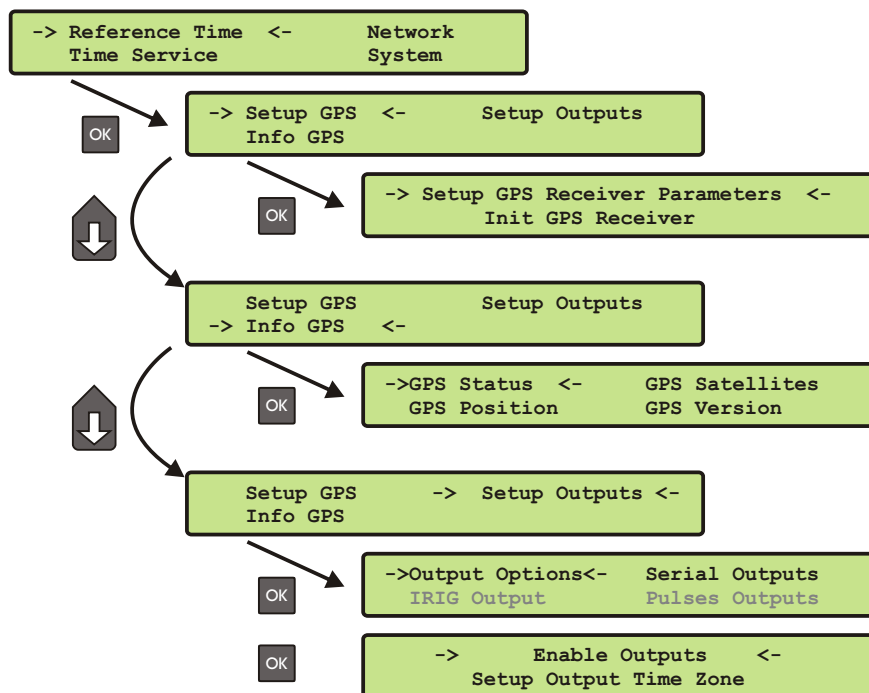 -> Reference Time <- Network
Time Service System
OK
-> Setup GPS <- Setup Outputs
Info GPS
OK
-> Setup GPS Receiver Parameters <-
Init GPS Receiver
Setup GPS Setup Outputs
-> Info GPS <-
OK
->GPS Status <- GPS Satellites
GPS Position GPS Version
Setup GPS -> Setup Outputs <-
Info GPS
OK
->Output Options<- Serial Outputs
IRIG Output Pulses Outputs
OK
-> Enable Outputs <-
Setup Output Time Zone